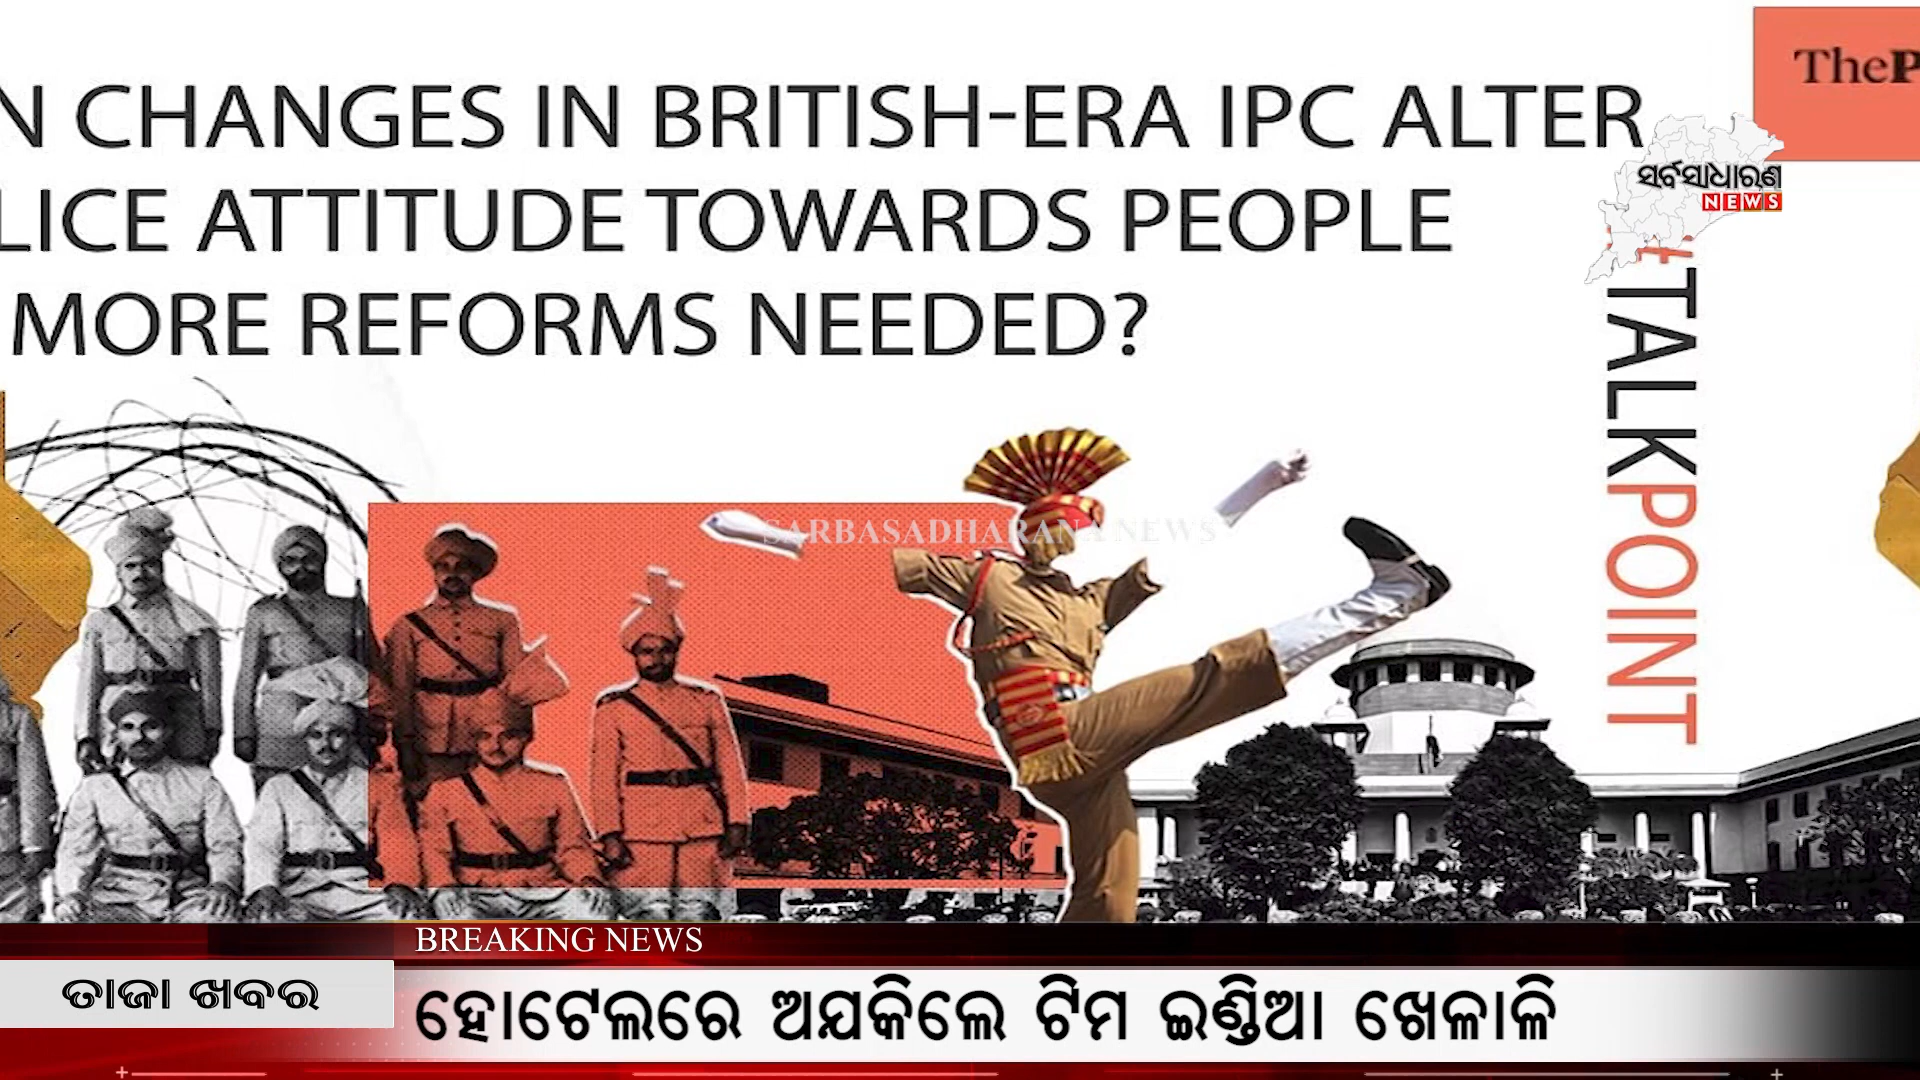 N CHANGES IN BRITISH-ERA IPC ALTER
LICE ATTITUDE TOWARDS PEOPLE
MORE REFORMS NEEDED?
TheP
ସର୍ବସାଧାରଣ
NEWS
#TALKPOINT
SARBASADHARANA NEWS
BREAKING NEWS
ତାଜା ଖବର
ହୋଟେଲରେ ଅଯକିଲେ ଟିମ ଇଣ୍ଡିଆ ଖେଳାଳି